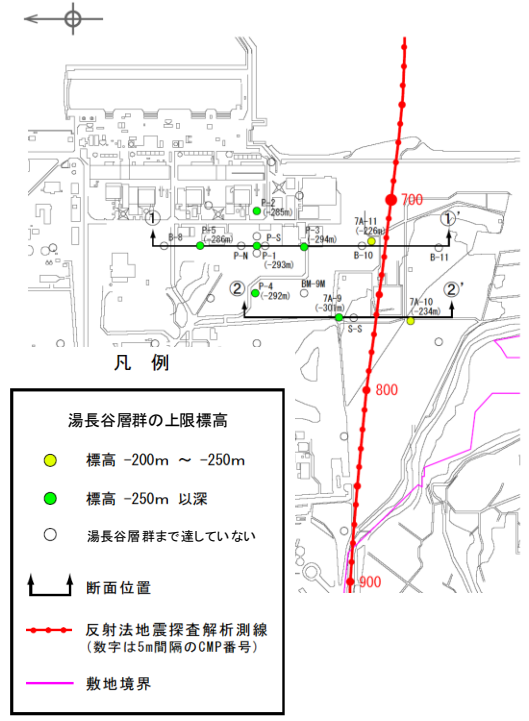 700
P-2
(-285m)
7A-11
(-226m)
①
①'
B-8
P-5
(-286m)
P-S
P-3
(-294m)
P-N
P-1
(-293m)
B-10
B-11
P-4
(-292m)
BM-9M
②
②'
7A-9
(-301m)
7A-10
(-234m)
S-S
800
900
凡 例
湯長谷層群の上限標高
標高 -200m ～ -250m
標高 -250m 以深
湯長谷層群まで達していない
断面位置
反射法地震探査解析測線
(数字は5m間隔のCMP番号)
敷地境界